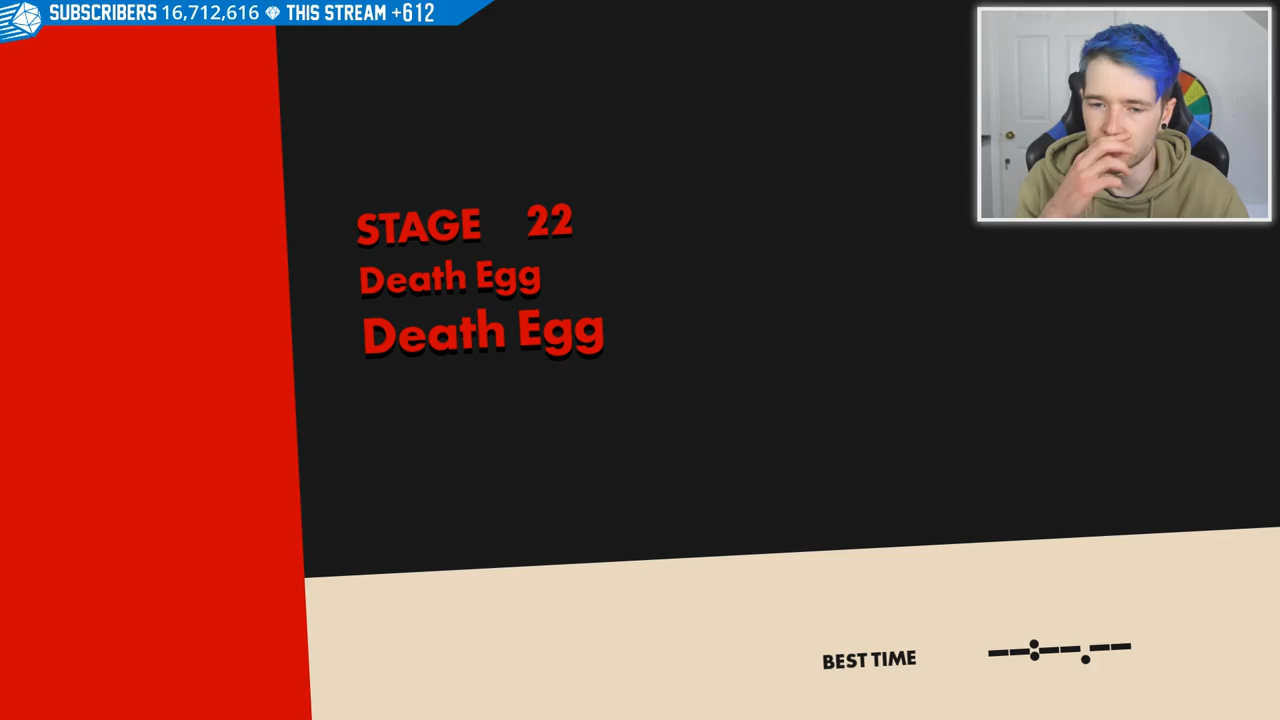 SUBSCRIBERS 16,712,616 THIS STREAM +612
STAGE 22
Death Egg
Death Egg
BEST TIME --:--.--